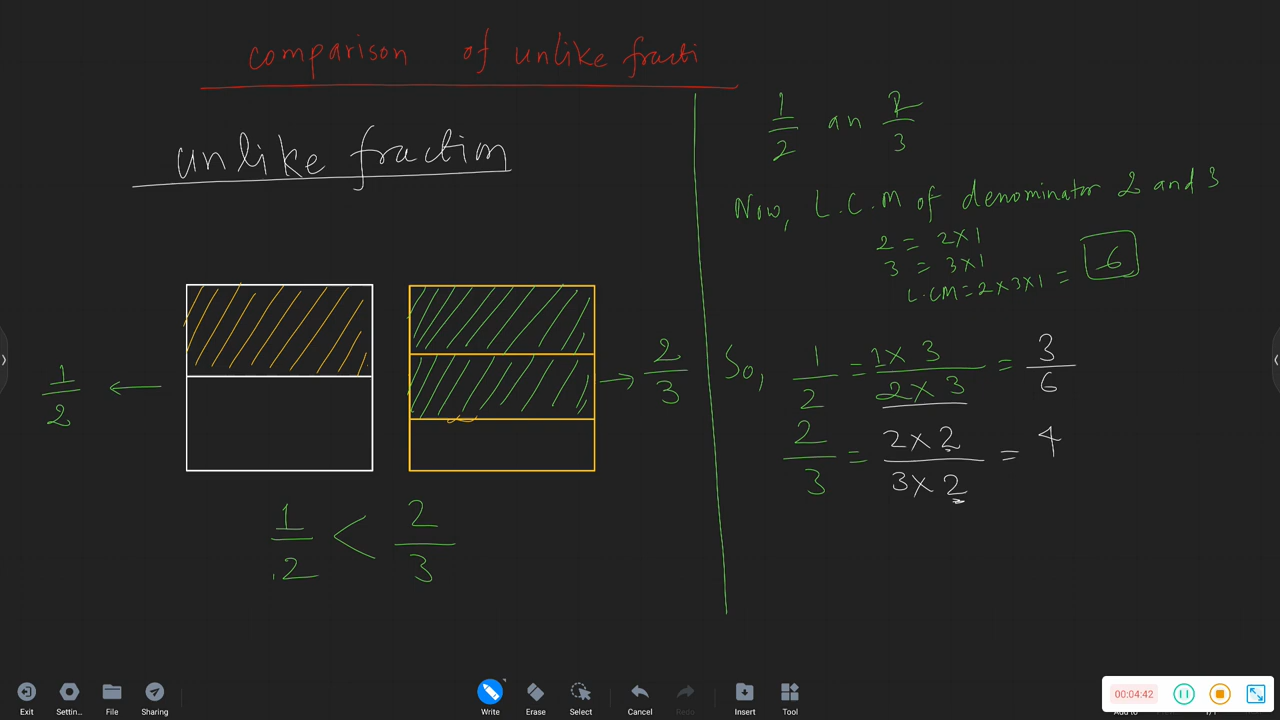 comparison of unlike fracti
unlike fraction
1/2 ←
→ 2/3
1/2 < 2/3
1/2 an 2/3
Now, L.C.M of denominator 2 and 3
2 = 2×1
3 = 3×1
L.CM=2×3×1 = 6
So, 1/2 = 1×3/2×3 = 3/6
2/3 = 2×2/3×2 = 4
Exit Settin... File Sharing Write Erase Select Cancel Redo Insert Tool
00:04:42